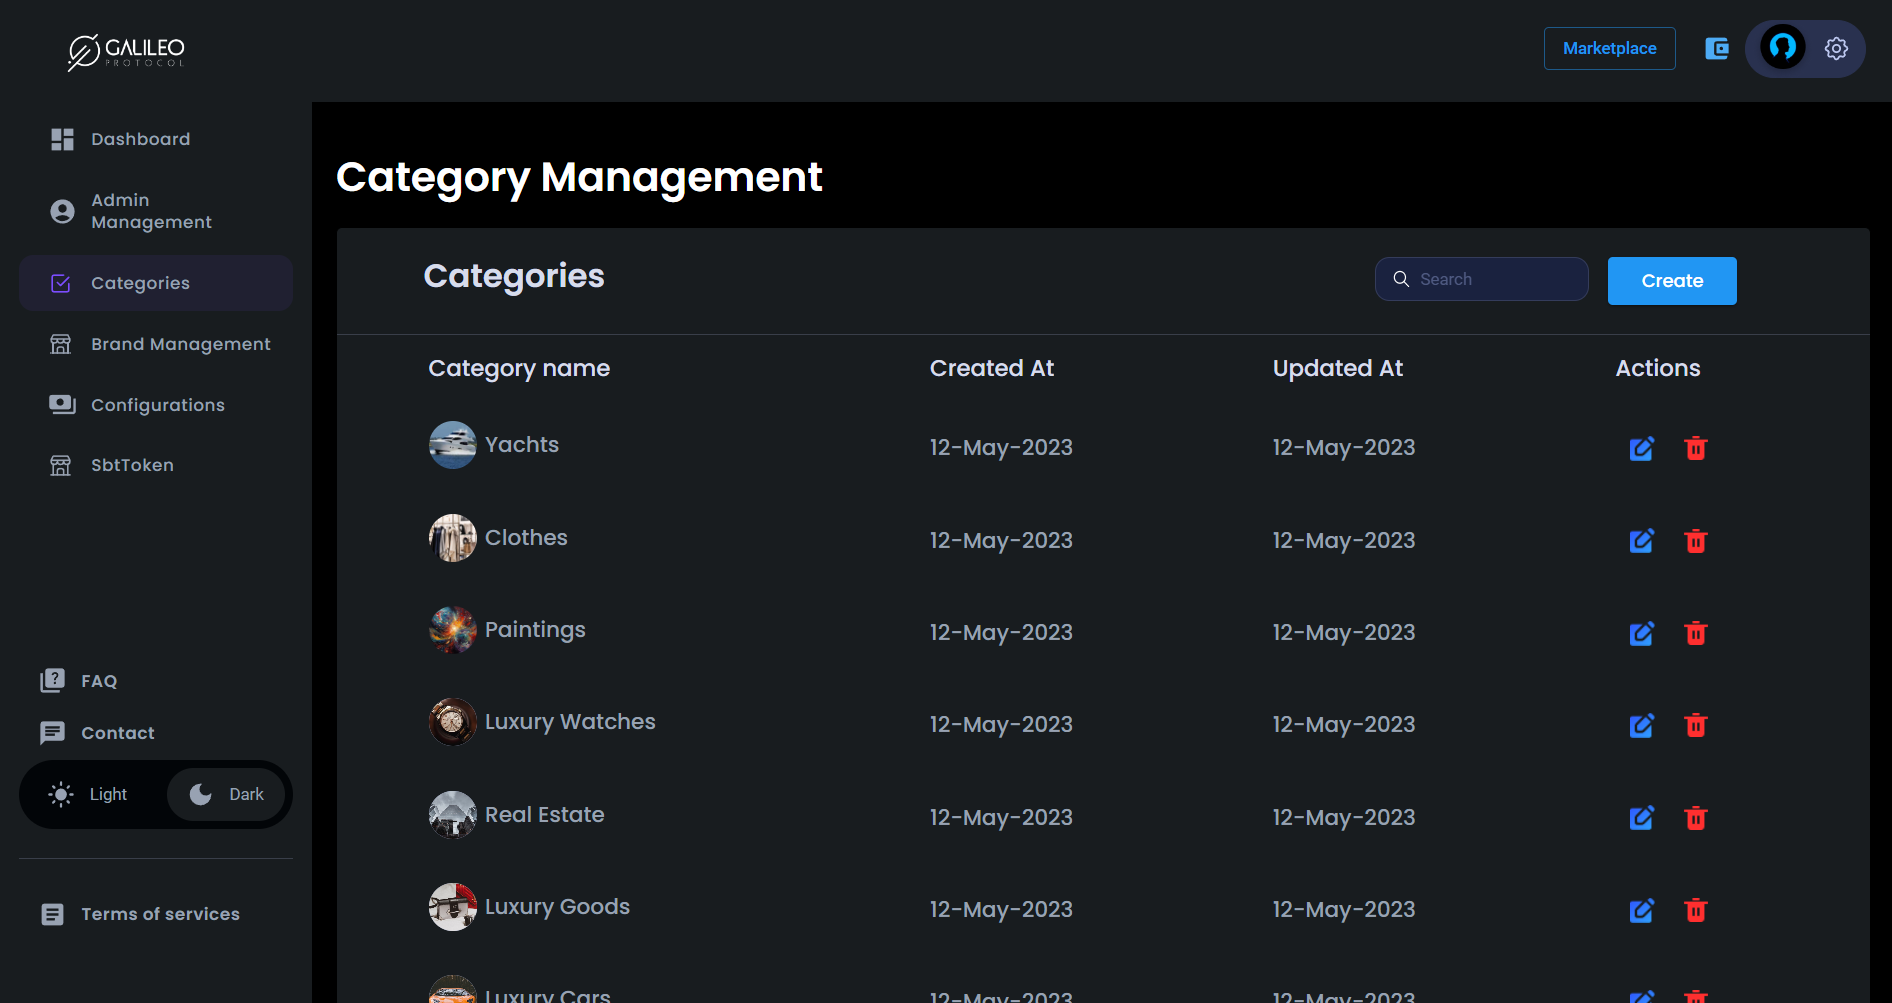 GALILEO
PROTOCOL
Marketplace
Dashboard
Admin
Management
Categories
Brand Management
Configurations
SbtToken
FAQ
Contact
Light
Dark
Terms of services
Category Management
Categories
Search
Create
Category name Created At Updated At Actions
Yachts 12-May-2023 12-May-2023
Clothes 12-May-2023 12-May-2023
Paintings 12-May-2023 12-May-2023
Luxury Watches 12-May-2023 12-May-2023
Real Estate 12-May-2023 12-May-2023
Luxury Goods 12-May-2023 12-May-2023
Luxury Cars 12-May-2023 12-May-2023